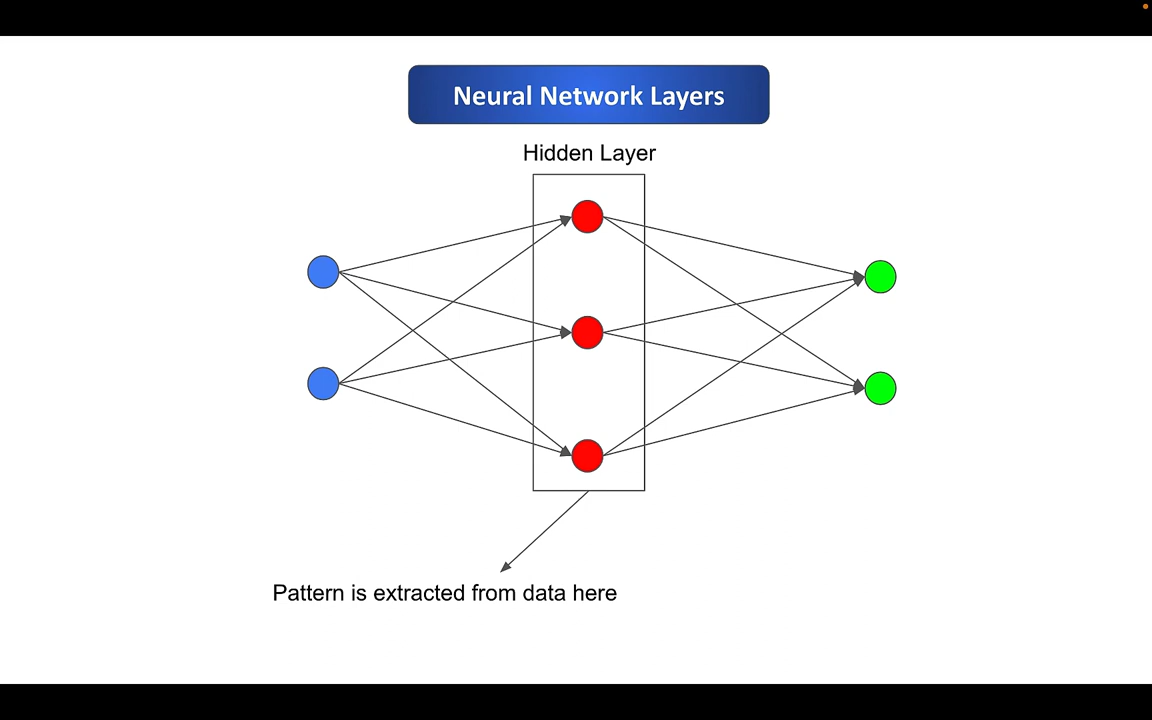 Neural Network Layers
Hidden Layer
Pattern is extracted from data here